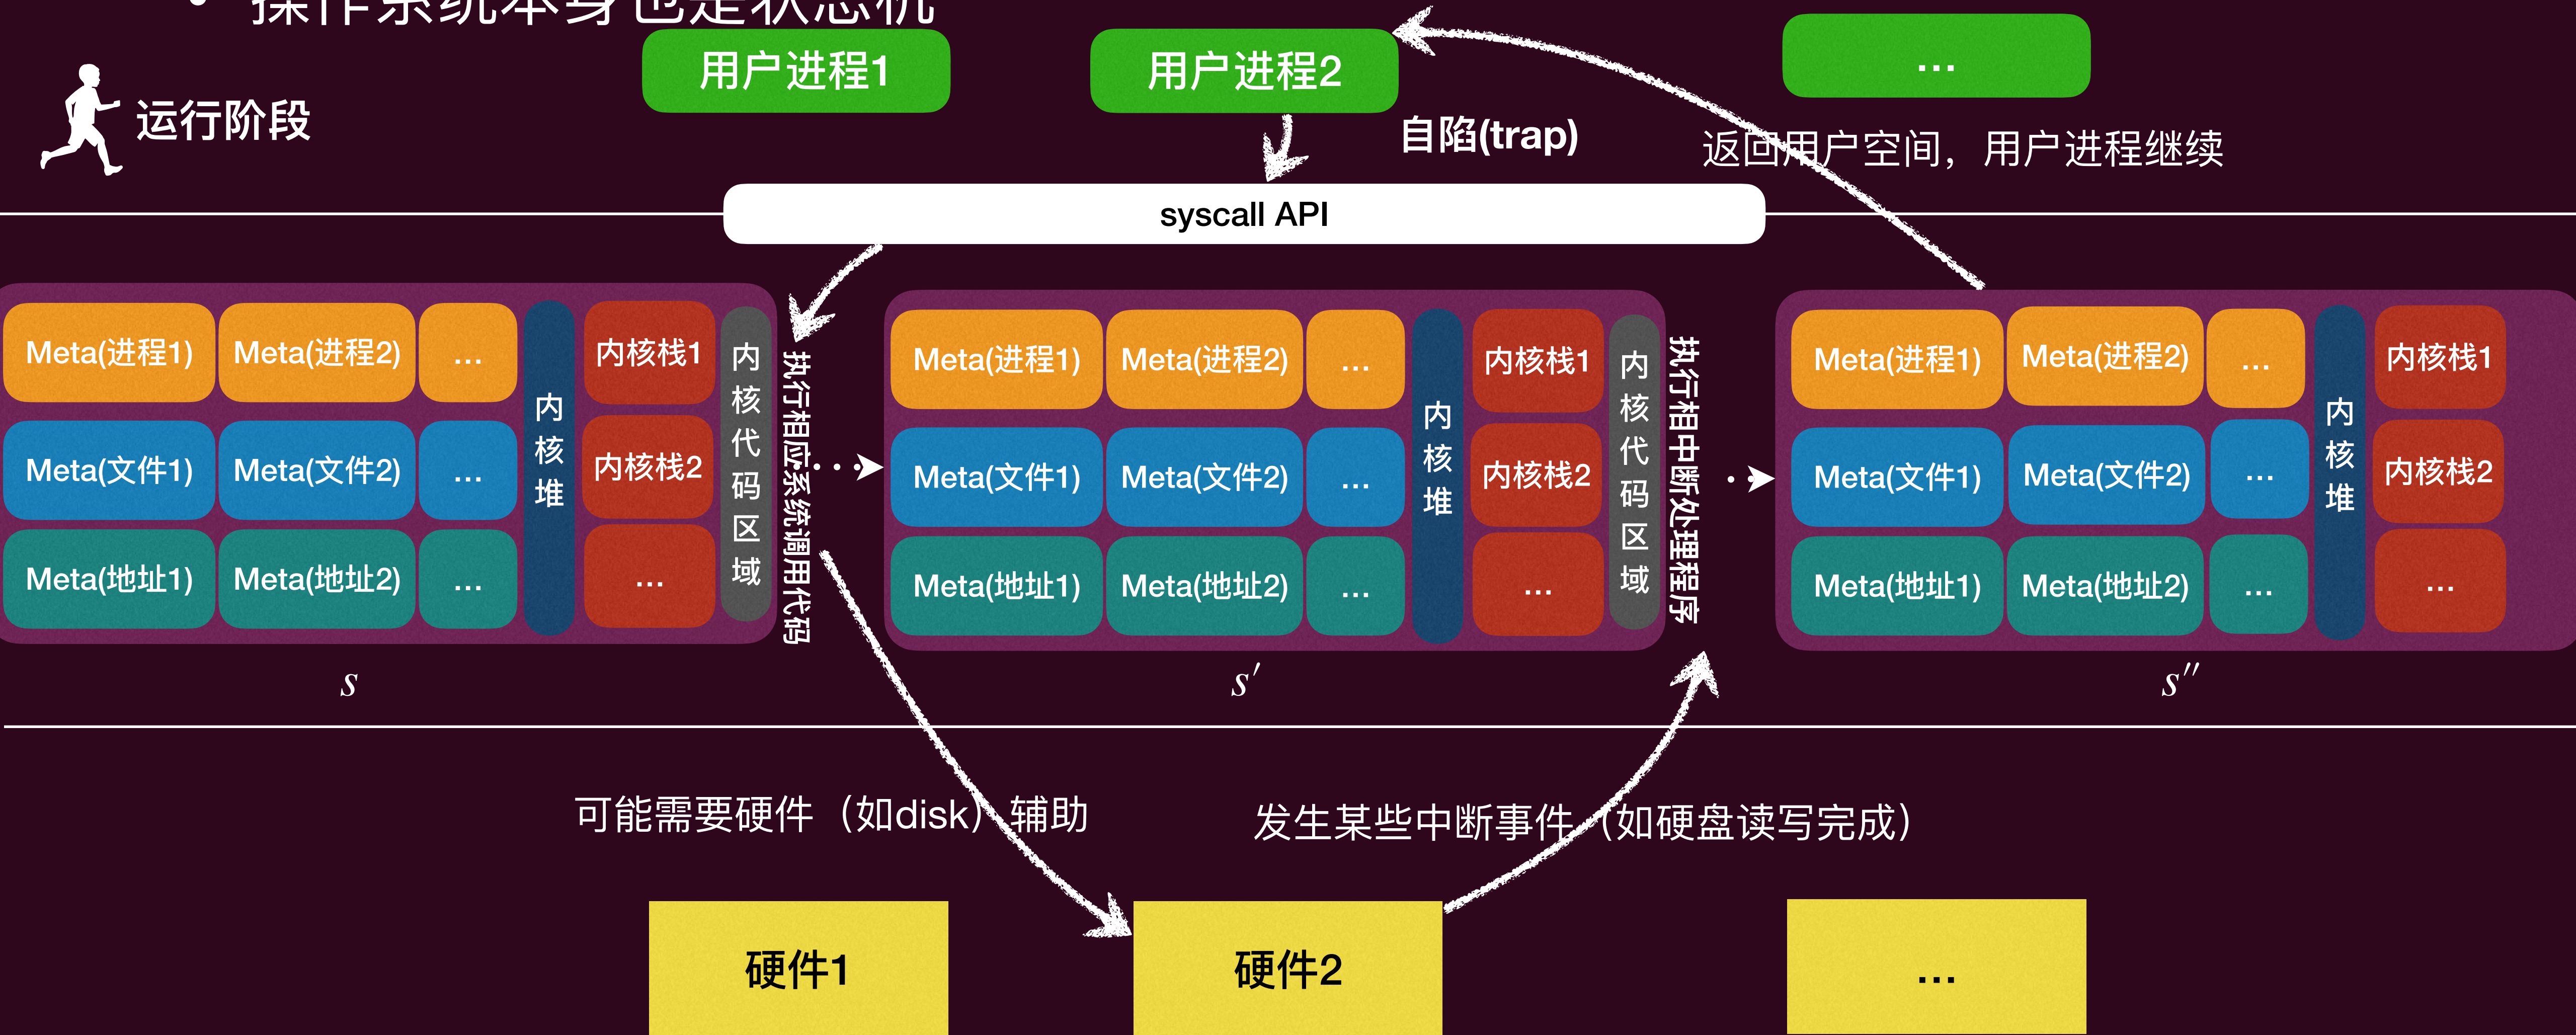 • 操作系统本身也是状态机
用户进程1
用户进程2
...
运行阶段
自陷(trap)
返回用户空间，用户进程继续
syscall API
Meta(进程1)
Meta(进程2)
...
Meta(文件1)
Meta(文件2)
...
Meta(地址1)
Meta(地址2)
...
内核堆
内核栈1
内核栈2
...
内核代码区域
执行相应系统调用代码
s
Meta(进程1)
Meta(进程2)
...
Meta(文件1)
Meta(文件2)
...
Meta(地址1)
Meta(地址2)
...
内核堆
内核栈1
内核栈2
...
内核代码区域
执行相中断处理程序
s′
Meta(进程1)
Meta(进程2)
...
Meta(文件1)
Meta(文件2)
...
Meta(地址1)
Meta(地址2)
...
内核堆
内核栈1
内核栈2
...
s″
可能需要硬件（如disk）辅助
发生某些中断事件（如硬盘读写完成）
硬件1
硬件2
...